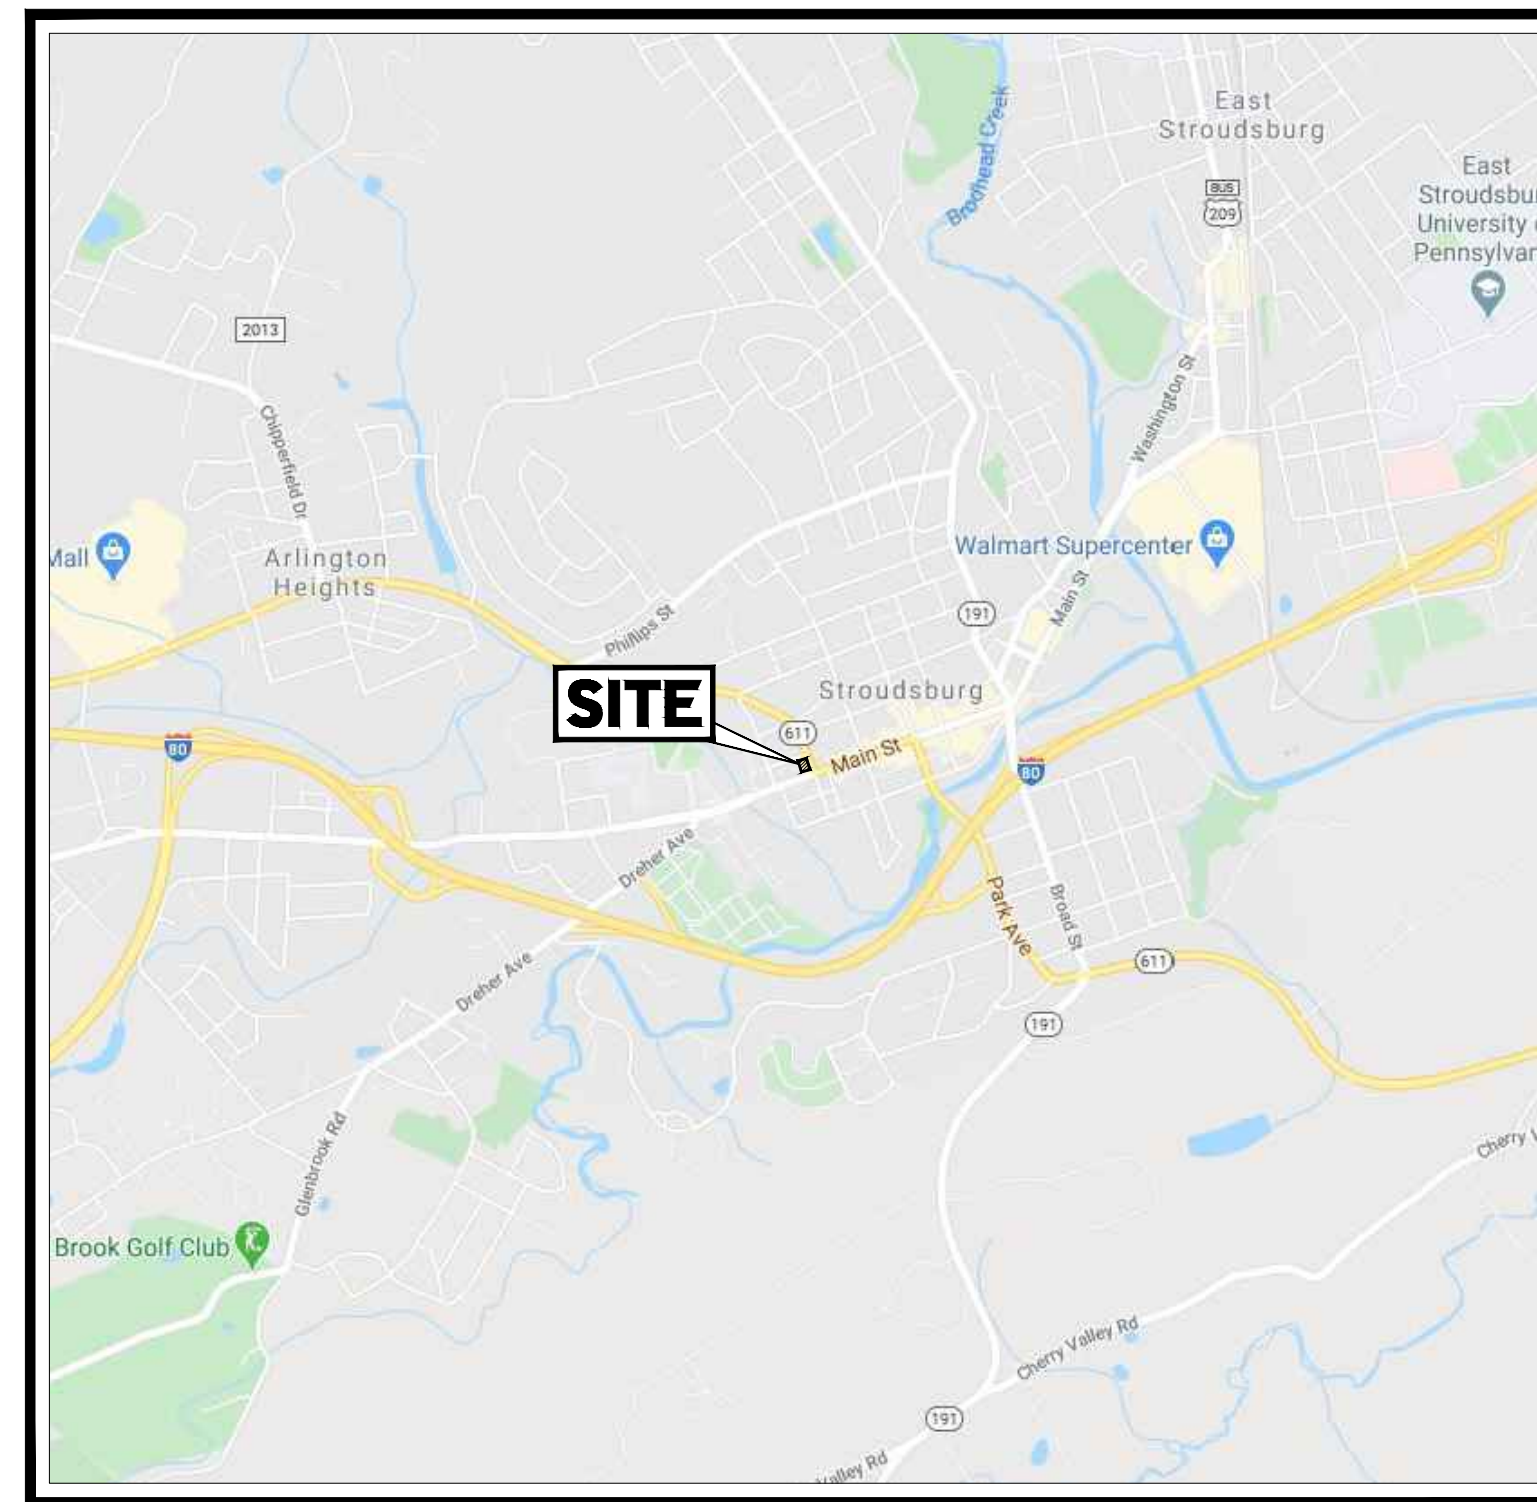 East
Stroudsburg
Brodhead Creek
East
Stroudsbu
University
Pennsylvar
BUS
209
2013
Washington St
Chipperfield Dr
Mall
Arlington
Heights
Walmart Supercenter
Main St
191
Phillips St
SITE
Stroudsburg
611
Main St
80
80
Dreher Ave
Park Ave
Broad St
611
Dreher Ave
191
Glenbrook Rd
Cherry
Brook Golf Club
Cherry Valley Rd
191
Valley Rd